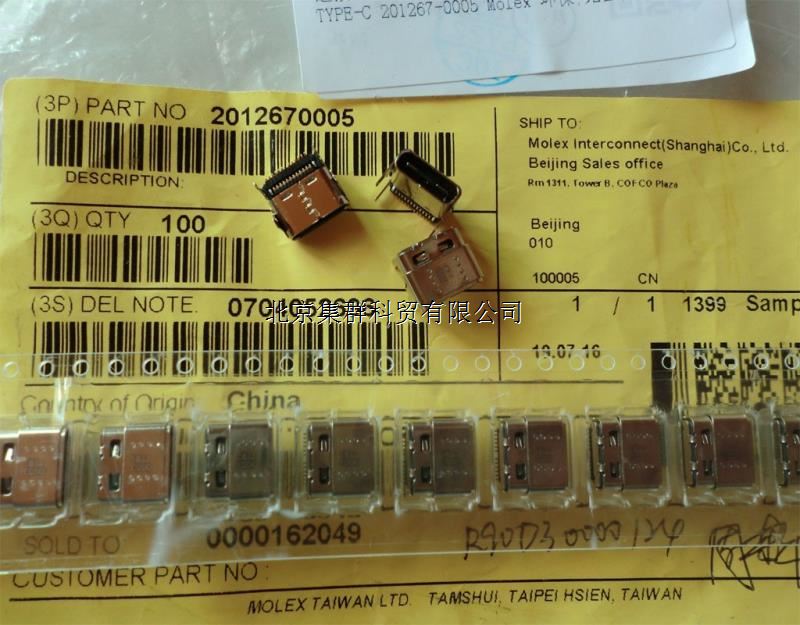 TYPE-C 201267-0005 Molex 环保
(3P) PART NO 2012670005
DESCRIPTION:
(3Q) QTY 100
(3S) DEL NOTE.
SHIP TO:
Molex Interconnect(Shanghai)Co., Ltd.
Beijing Sales office
Rm 1311, Tower B, COFCO Plaza
Beijing
010
100005 CN
1 / 1 1399 Samp
北京集群科贸有限公司
Country of Origin China
SOLD TO 0000162049
CUSTOMER PART NO :
MOLEX TAIWAN LTD. TAMSHUI, TAIPEI HSIEN, TAIWAN